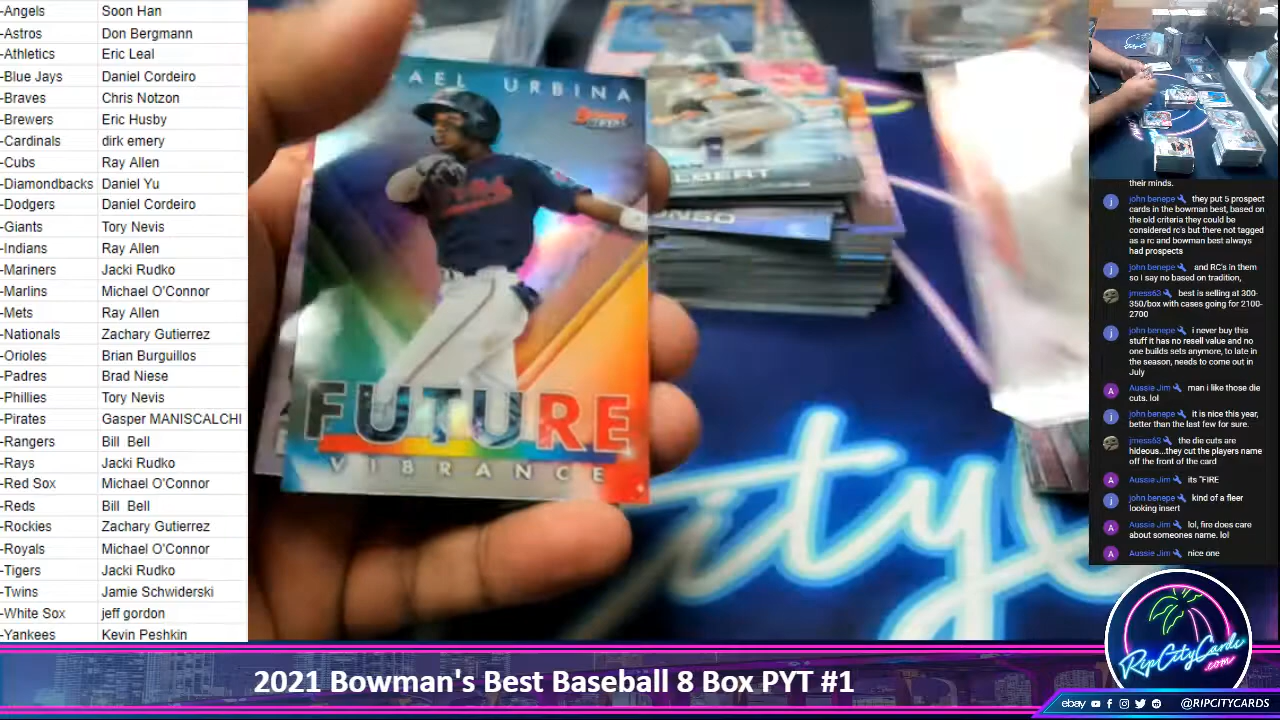 -Angels Soon Han
-Astros Don Bergmann
-Athletics Eric Leal
-Blue Jays Daniel Cordeiro
-Braves Chris Notzon
-Brewers Eric Husby
-Cardinals dirk emery
-Cubs Ray Allen
-Diamondbacks Daniel Yu
-Dodgers Daniel Cordeiro
-Giants Tory Nevis
-Indians Ray Allen
-Mariners Jacki Rudko
-Marlins Michael O'Connor
-Mets Ray Allen
-Nationals Zachary Gutierrez
-Orioles Brian Burguillos
-Padres Brad Niese
-Phillies Tory Nevis
-Pirates Gasper MANISCALCHI
-Rangers Bill Bell
-Rays Jacki Rudko
-Red Sox Michael O'Connor
-Reds Bill Bell
-Rockies Zachary Gutierrez
-Royals Michael O'Connor
-Tigers Jacki Rudko
-Twins Jamie Schwiderski
-White Sox jeff gordon
-Yankees Kevin Peshkin
AEL URBINA
FUTURE
VIBRANCE
LBERT
ONSO
ty
their minds.
john benepe they put 5 prospect
cards in the bowman best, based on
the old criteria they could be
considered rc's but there not tagged
as a rc and bowman best always
had prospects
john benepe and RC's in them
so I say no based on tradition,
jmess63 best is selling at 300-
350/box with cases going for 2100-
2700
john benepe i never buy this
stuff it has no resell value and no
one builds sets anymore, to late in
the season, needs to come out in
July
Aussie Jim man i like those die
cuts. lol
john benepe it is nice this year,
better than the last few for sure.
jmess63 the die cuts are
hideous...they cut the players name
off the front of the card
Aussie Jim its "FIRE
john benepe kind of a fleer
looking insert
Aussie Jim lol, fire does care
about someones name. lol
Aussie Jim nice one
RipCityCards
.com
2021 Bowman's Best Baseball 8 Box PYT #1
ebay @RIPCITYCARDS